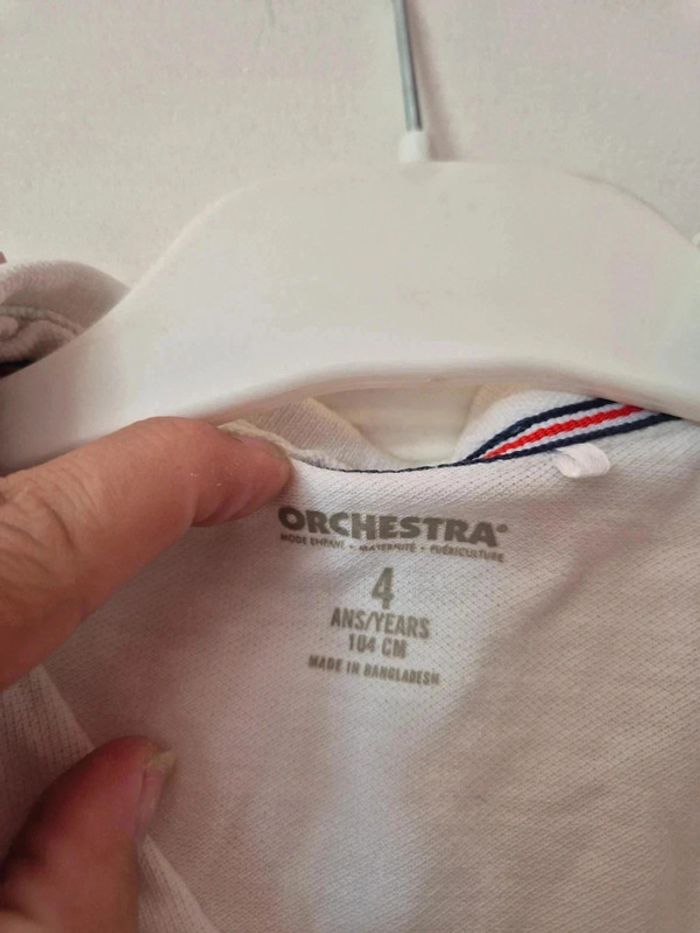 ORCHESTRA®
MODE ENFANT • MATERNITÉ • PUÉRICULTURE
4
ANS/YEARS
104 CM
MADE IN BANGLADESH